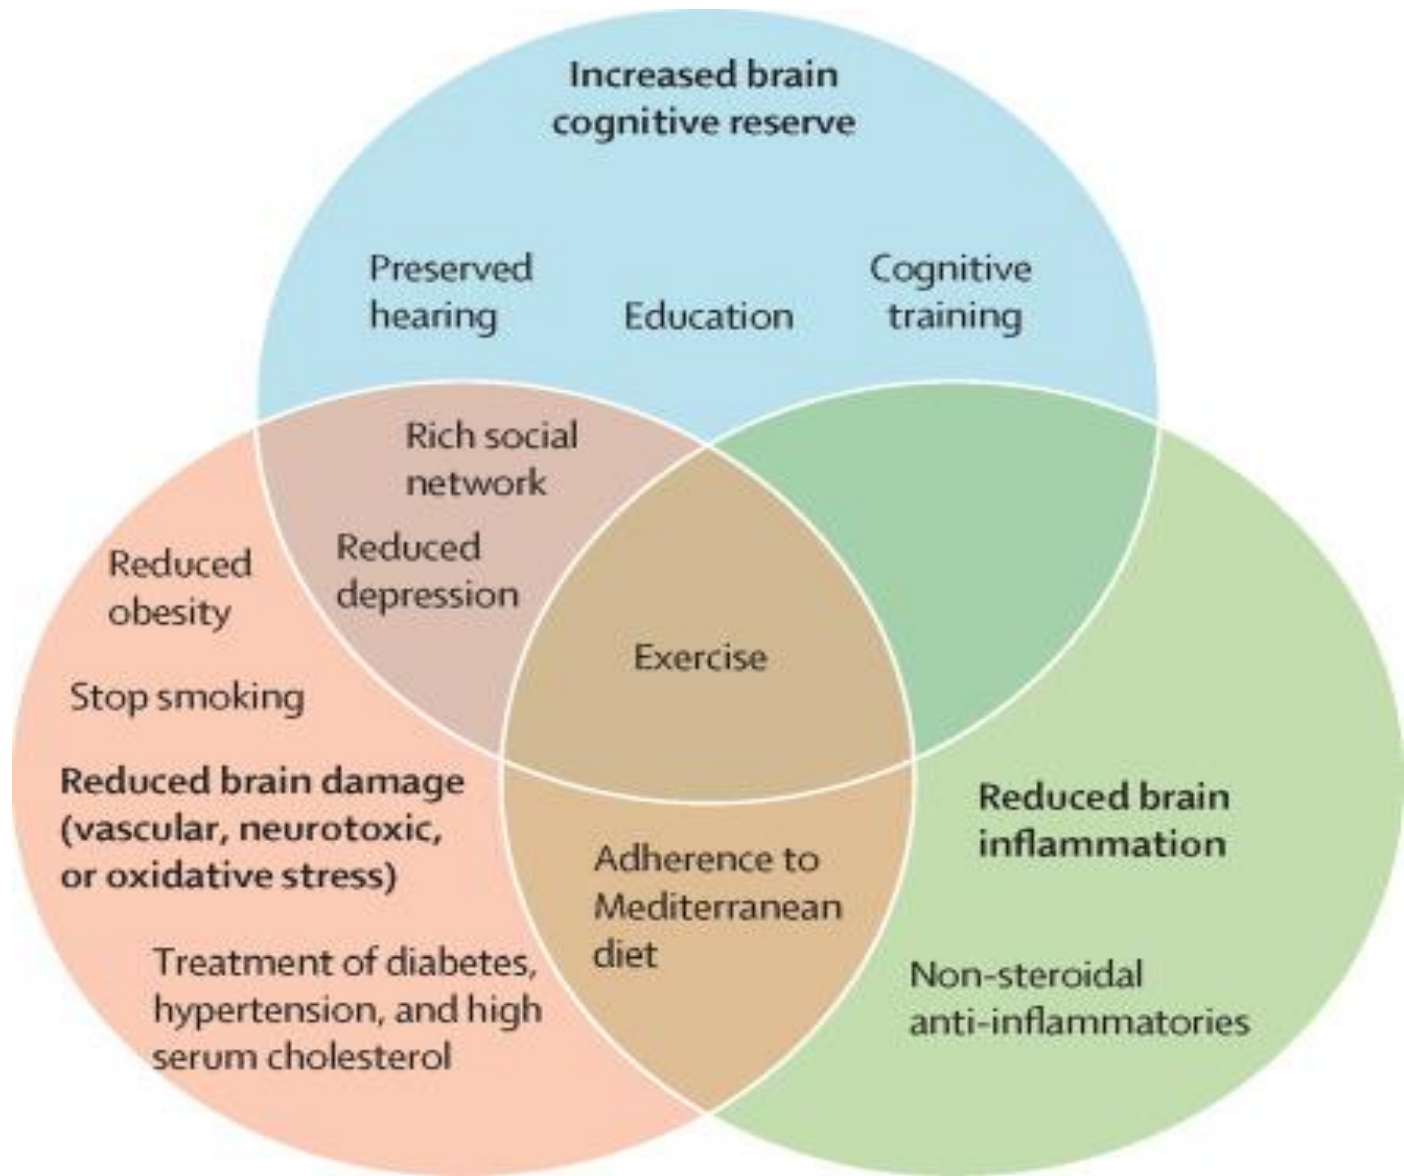 Increased brain
cognitive reserve
Preserved
hearing
Education
Cognitive
training
Rich social
network
Reduced
depression
Reduced
obesity
Stop smoking
Exercise
Reduced brain damage
(vascular, neurotoxic,
or oxidative stress)
Reduced brain
inflammation
Adherence to
Mediterranean
diet
Treatment of diabetes,
hypertension, and high
serum cholesterol
Non-steroidal
anti-inflammatories